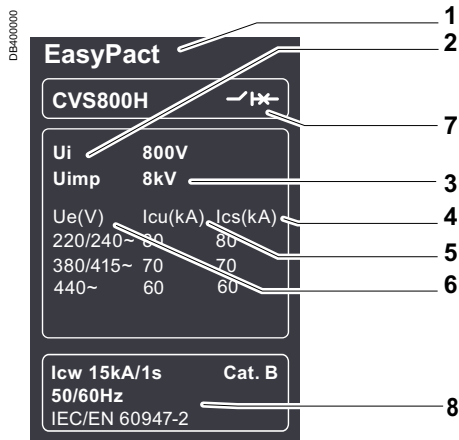 DB400000
1
EasyPact
2
CVS800H
7
Ui 800V
Uimp 8kV
3
Ue(V) Icu(kA) Ics(kA)
4
220/240~ 80 80
5
380/415~ 70 70
6
440~ 60 60
Icw 15kA/1s Cat. B
50/60Hz
8
IEC/EN 60947-2